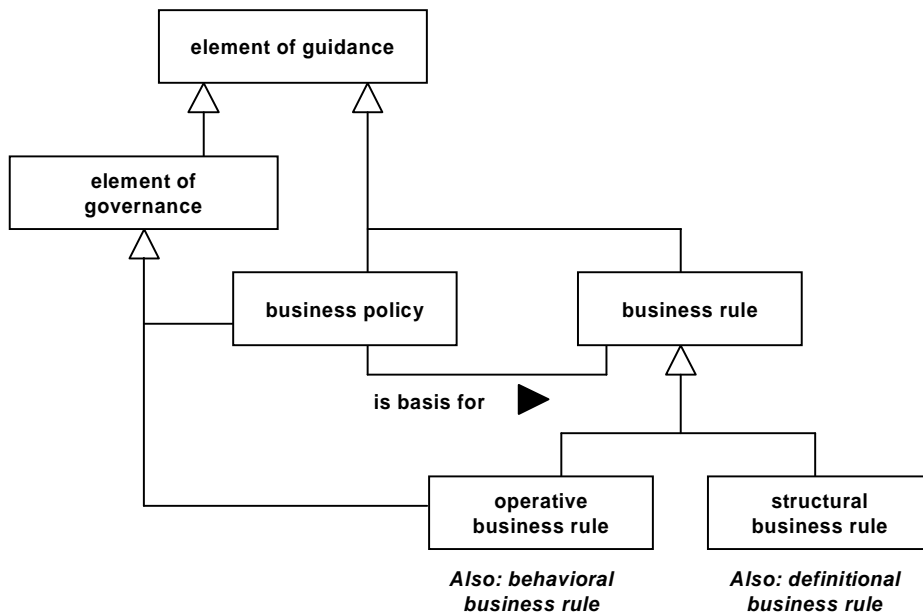 element of guidance
element of
governance
business policy
business rule
is basis for
operative
business rule
structural
business rule
Also: behavioral
business rule
Also: definitional
business rule